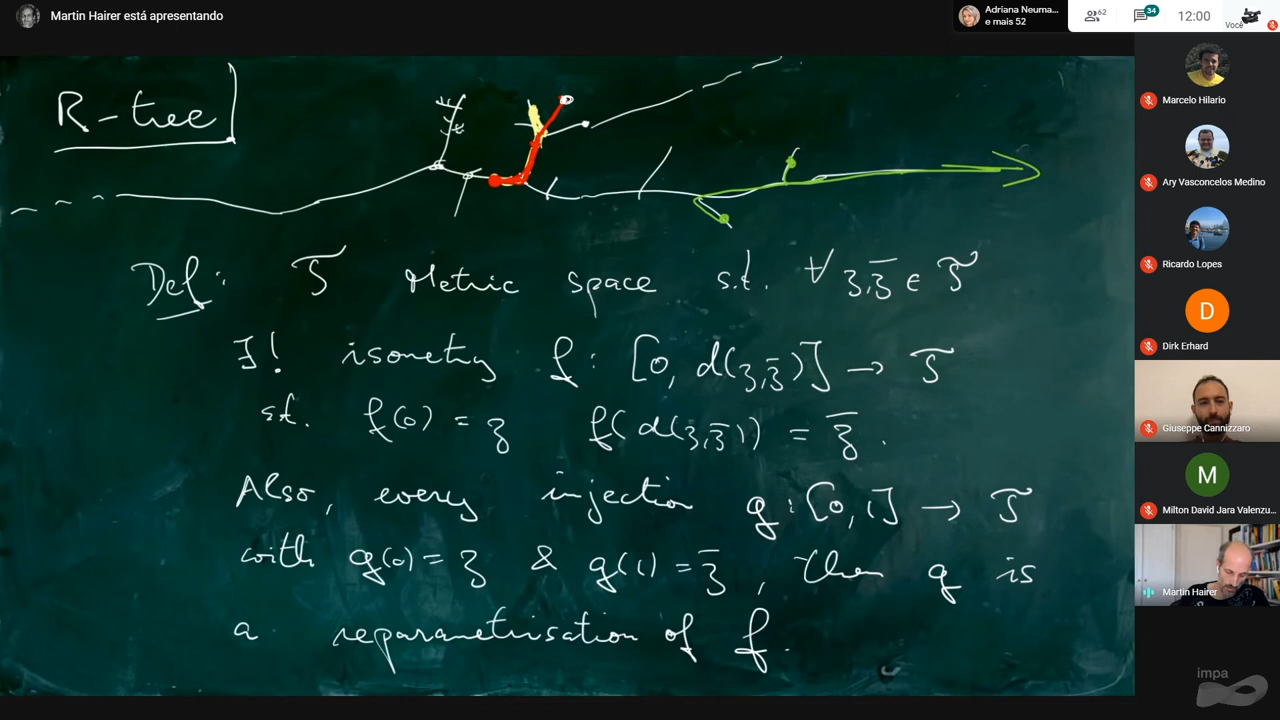 Martin Hairer está apresentando
Adriana Neuma...
e mais 52
62
34
12:00
Você
R-tree
Def: 𝒯 Metric space s.t. ∀ 𝔷, 𝔷̄ ∈ 𝒯
∃! isometry f : [0, d(𝔷,𝔷̄)] → 𝒯
st. f(0) = 𝔷 f(d(𝔷,𝔷̄)) = 𝔷̄.
Also, every injection g : [0,1] → 𝒯
with g(0) = 𝔷 & g(1) = 𝔷̄, then g is
a reparametrisation of f.
Marcelo Hilario
Ary Vasconcelos Medino
Ricardo Lopes
D
Dirk Erhard
Giuseppe Cannizzaro
M
Milton David Jara Valenzu...
Martin Hairer
impa